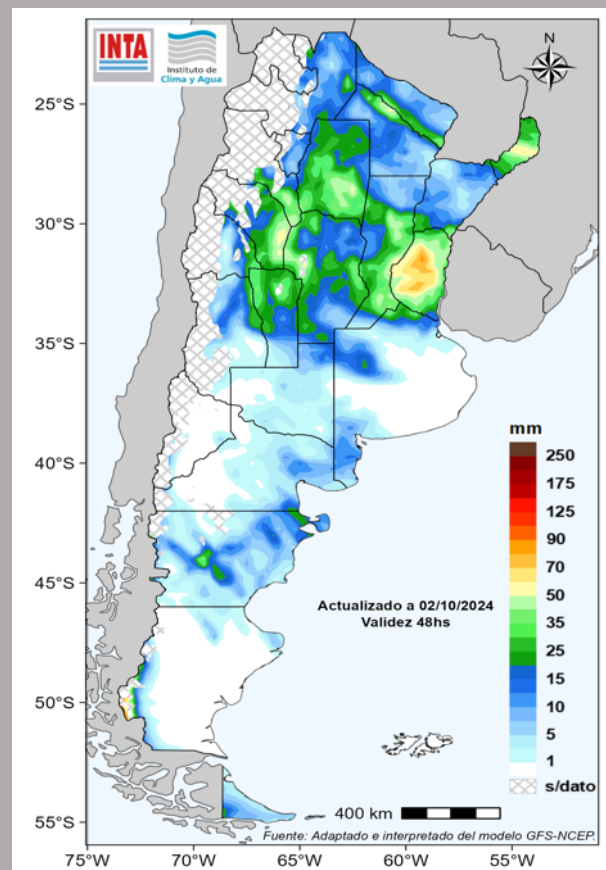 INTA
Instituto de
Clima y Agua
N
25°S
30°S
35°S
40°S
45°S
50°S
55°S
mm
250
175
125
90
70
50
35
25
15
10
5
1
s/dato
Actualizado a 02/10/2024
Validez 48hs
400 km
Fuente: Adaptado e interpretado del modelo GFS-NCEP.
75°W
70°W
65°W
60°W
55°W